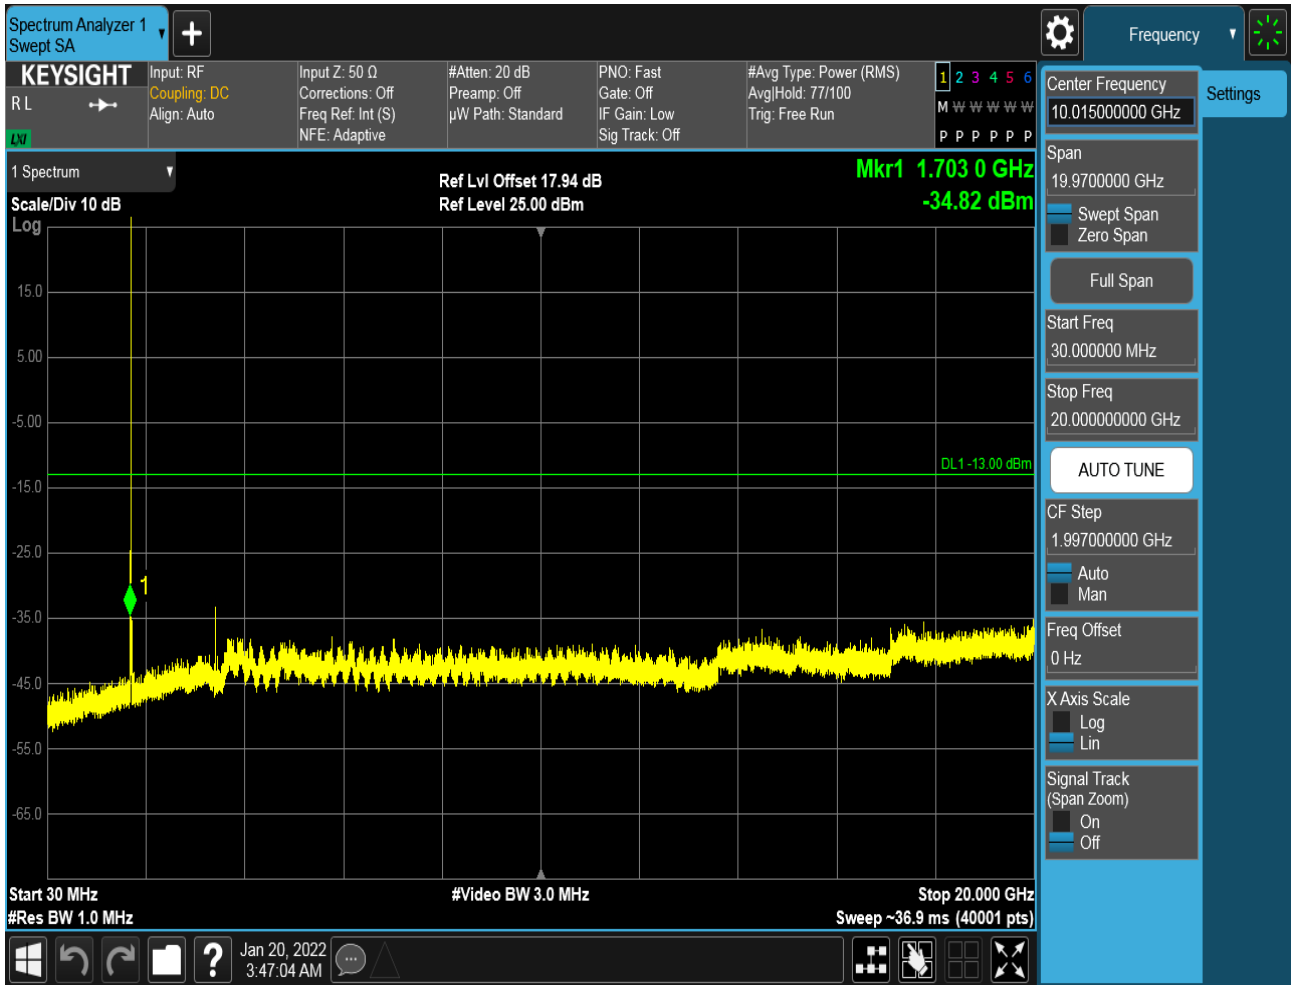 Spectrum Analyzer 1
Swept SA
Frequency
KEYSIGHT
R L
LXI
Input: RF
Coupling: DC
Align: Auto
Input Z: 50 Ω
Corrections: Off
Freq Ref: Int (S)
NFE: Adaptive
#Atten: 20 dB
Preamp: Off
µW Path: Standard
PNO: Fast
Gate: Off
IF Gain: Low
Sig Track: Off
#Avg Type: Power (RMS)
Avg|Hold: 77/100
Trig: Free Run
1 2 3 4 5 6
M W W W W W
P P P P P P
1 Spectrum
Scale/Div 10 dB
Log
Ref Lvl Offset 17.94 dB
Ref Level 25.00 dBm
Mkr1 1.703 0 GHz
-34.82 dBm
15.0
5.00
-5.00
DL1 -13.00 dBm
-15.0
-25.0
1
-35.0
-45.0
-55.0
-65.0
Start 30 MHz
#Res BW 1.0 MHz
#Video BW 3.0 MHz
Stop 20.000 GHz
Sweep ~36.9 ms (40001 pts)
Jan 20, 2022
3:47:04 AM
Center Frequency
10.015000000 GHz
Settings
Span
19.9700000 GHz
Swept Span
Zero Span
Full Span
Start Freq
30.000000 MHz
Stop Freq
20.000000000 GHz
AUTO TUNE
CF Step
1.997000000 GHz
Auto
Man
Freq Offset
0 Hz
X Axis Scale
Log
Lin
Signal Track
(Span Zoom)
On
Off